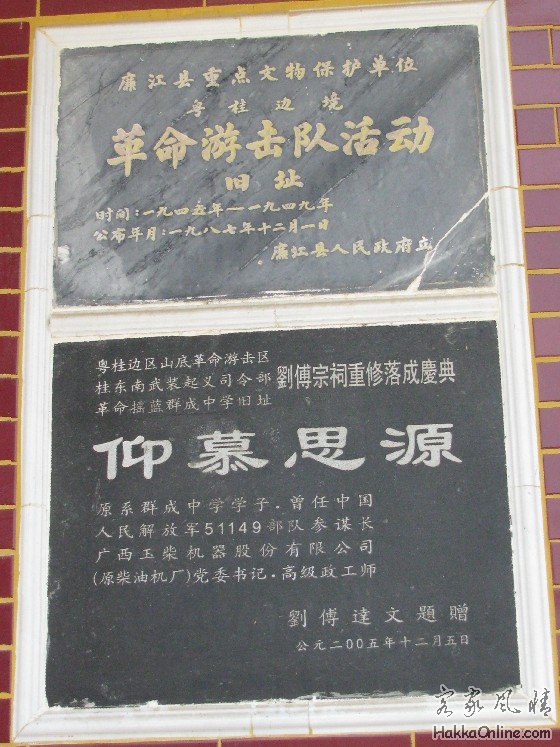 廉江县重点文物保护单位
粤桂边境
革命游击队活动
旧址
时间:一九四五年—一九四九年
公布年月:一九八七年十二月一日
廉江县人民政府立
粤桂边区山底革命游击区
桂东南武装起义司令部
革命摇蓝群成中学旧址
劉傅宗祠重修落成慶典
仰慕思源
原系群成中学学子·曾任中国
人民解放军51149部队参谋长
广西玉柴机器股份有限公司
(原柴油机厂)党委书记·高级政工师
劉傅達文題贈
公元二00五年十二月五日
客家風情
HakkaOnline.com